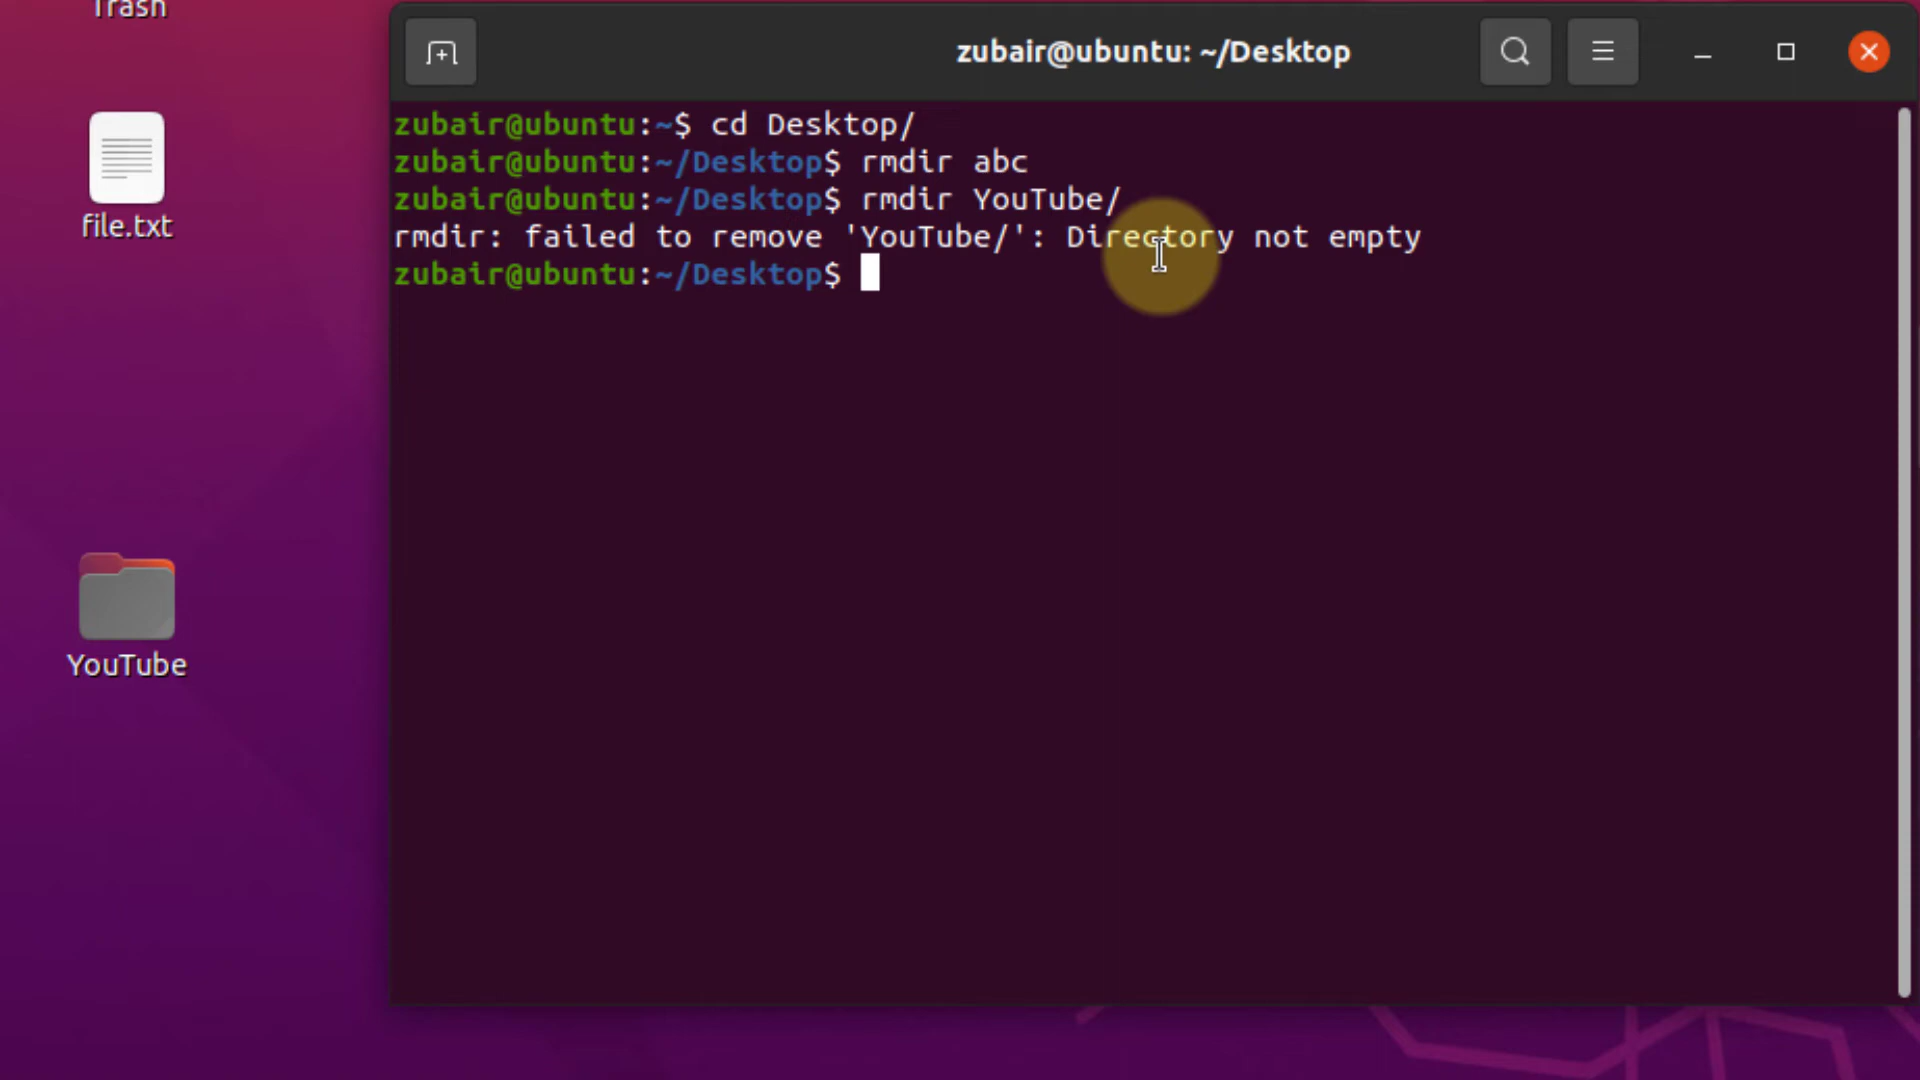 Trash
file.txt
YouTube
zubair@ubuntu: ~/Desktop
zubair@ubuntu:~$ cd Desktop/
zubair@ubuntu:~/Desktop$ rmdir abc
zubair@ubuntu:~/Desktop$ rmdir YouTube/
rmdir: failed to remove 'YouTube/': Directory not empty
zubair@ubuntu:~/Desktop$